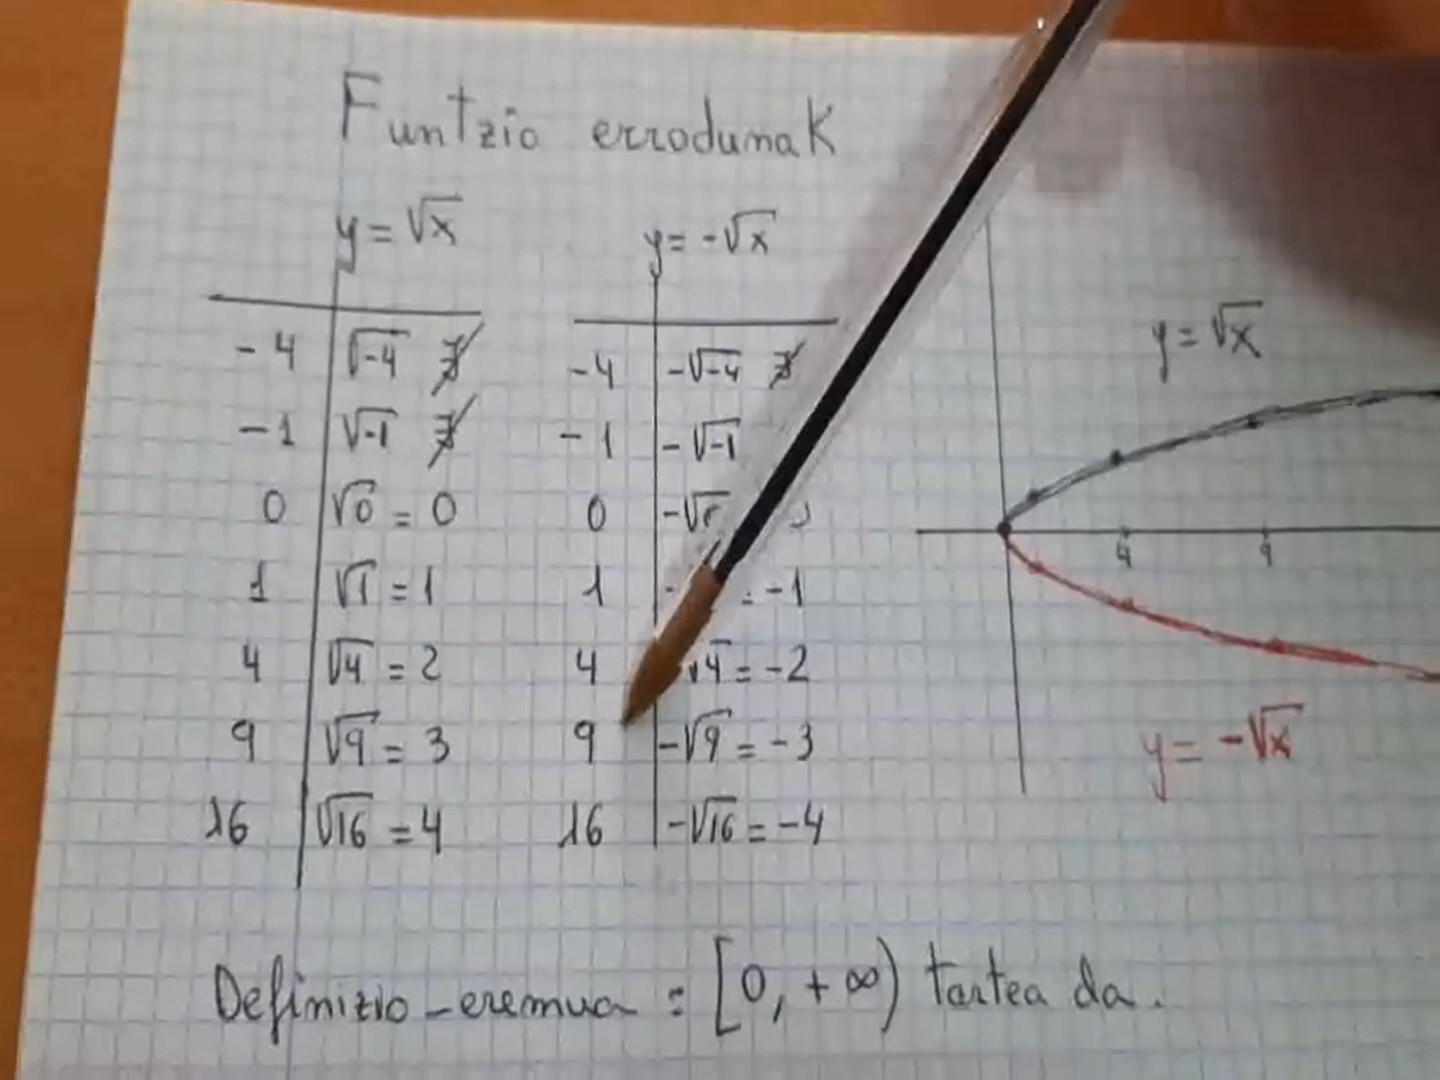 Funtzio errodunak
y = √x
-4 √-4 ∄
-1 √-1 ∄
0 √0 = 0
1 √1 = 1
4 √4 = 2
9 √9 = 3
16 √16 = 4
y = -√x
-4 -√-4 ∄
-1 -√-1
0
1 = -1
4 √4 = -2
9 -√9 = -3
16 -√16 = -4
y = √x
4 9
y = -√x
Definizio-eremua = [0, +∞) tartea da.